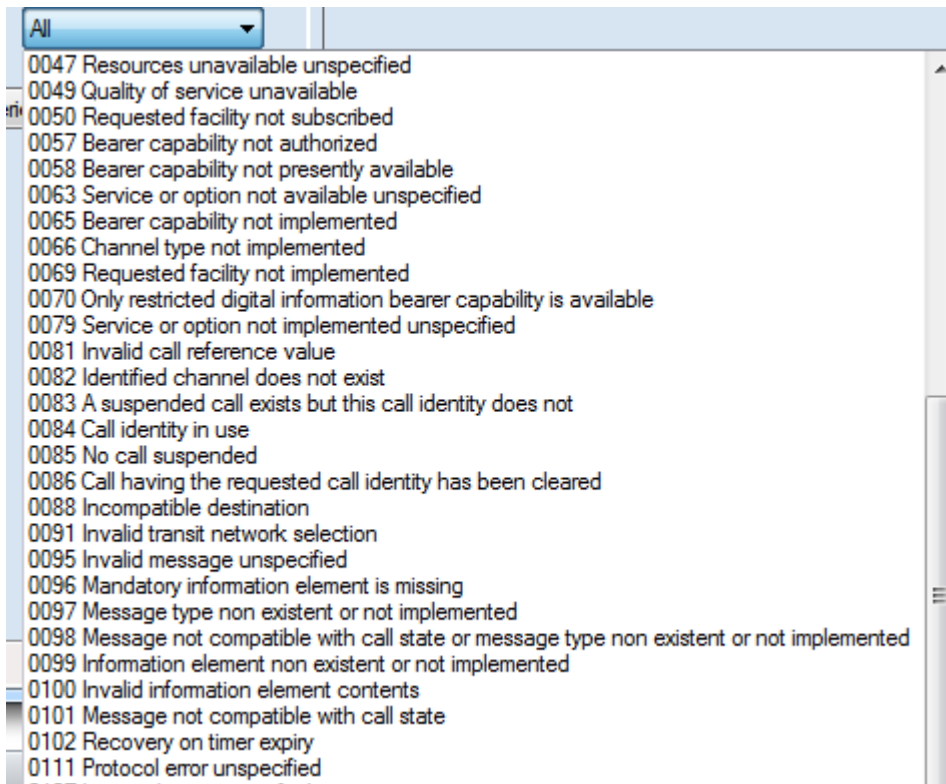 All
0047 Resources unavailable unspecified
0049 Quality of service unavailable
0050 Requested facility not subscribed
0057 Bearer capability not authorized
0058 Bearer capability not presently available
0063 Service or option not available unspecified
0065 Bearer capability not implemented
0066 Channel type not implemented
0069 Requested facility not implemented
0070 Only restricted digital information bearer capability is available
0079 Service or option not implemented unspecified
0081 Invalid call reference value
0082 Identified channel does not exist
0083 A suspended call exists but this call identity does not
0084 Call identity in use
0085 No call suspended
0086 Call having the requested call identity has been cleared
0088 Incompatible destination
0091 Invalid transit network selection
0095 Invalid message unspecified
0096 Mandatory information element is missing
0097 Message type non existent or not implemented
0098 Message not compatible with call state or message type non existent or not implemented
0099 Information element non existent or not implemented
0100 Invalid information element contents
0101 Message not compatible with call state
0102 Recovery on timer expiry
0111 Protocol error unspecified